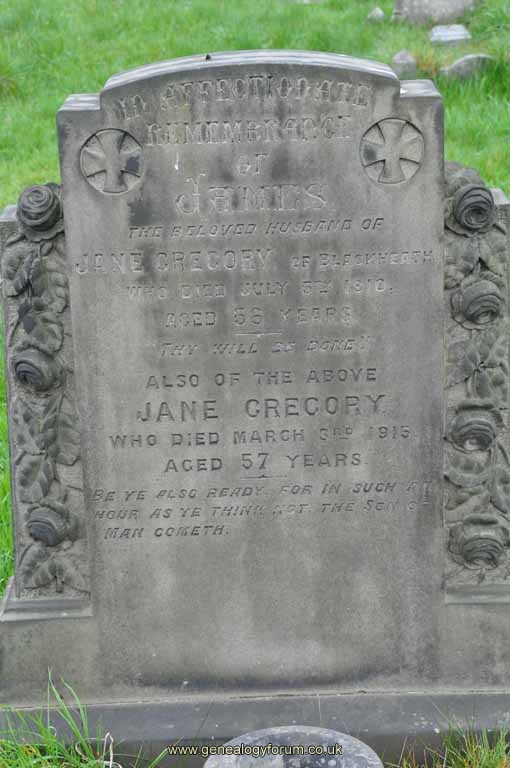 IN AFFECTIONATE
REMEMBRANCE
OF
JAMES
THE BELOVED HUSBAND OF
JANE GREGORY OF BLACKHEATH,
WHO DIED JULY 1910.
AGED YEARS
"THY WILL BE DONE"
ALSO OF THE ABOVE
JANE GREGORY,
WHO DIED MARCH 3RD 1915.
AGED 57 YEARS.
BE YE ALSO READY, FOR IN SUCH AN
HOUR AS YE THINK NOT, THE SON OF
MAN COMETH.
www.genealogyforum.co.uk